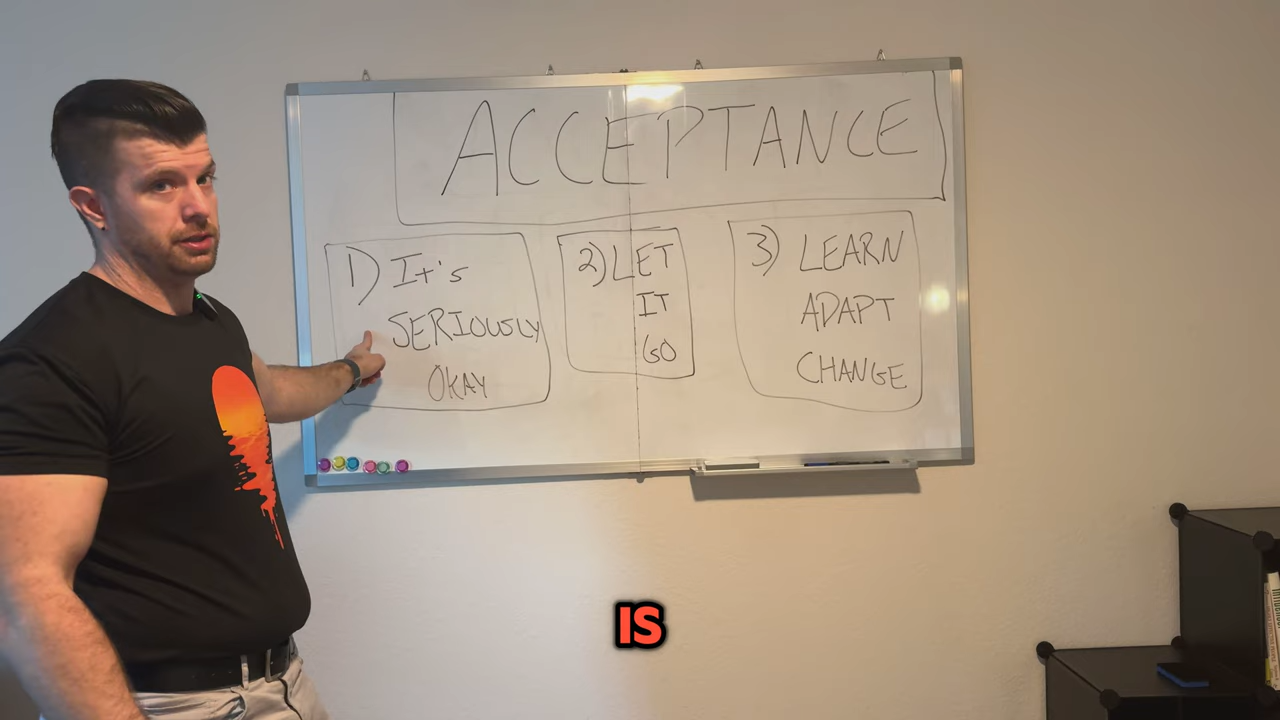 ACCEPTANCE
1) It's
SERIOUSLY
OKAY
2) LET
IT
GO
3) LEARN
ADAPT
CHANGE
IS